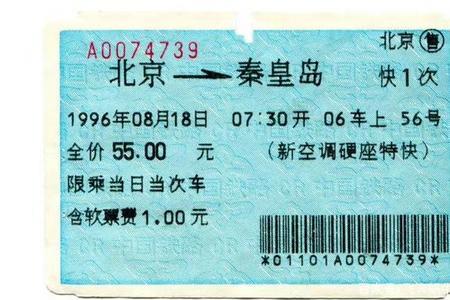 北京 售
A0074739
北京 → 秦皇岛 快1次
1996年08月18日 07:30开 06车上 56号
全价 55.00 元 (新空调硬座特快)
限乘当日当次车
含软票费1.00元
*01101A0074739*